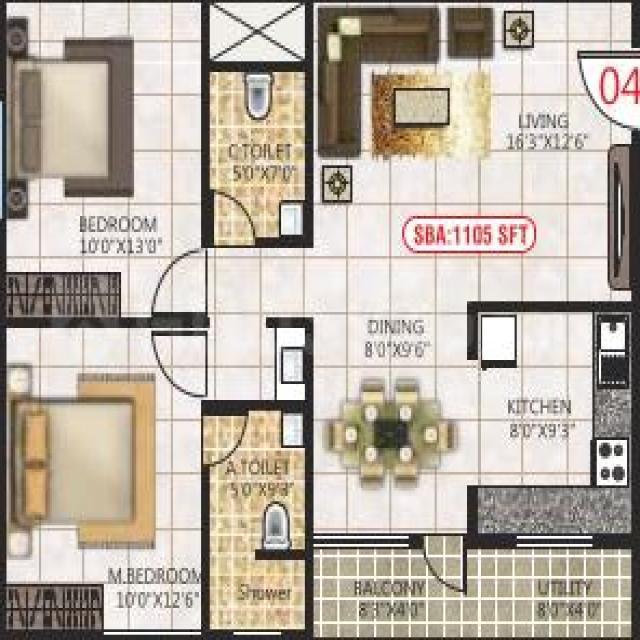 04
LIVING
16'3"X12'6"
C.TOILET
5'0"X7'0"
BEDROOM
10'0"X13'0"
SBA:1105 SFT
DINING
8'0"X9'6"
KITCHEN
8'0"X9'3"
A.TOILET
5'0"X9'3"
M.BEDROOM
10'0"X12'6"
Shower
BALCONY
8'3"X4'0"
UTILITY
8'0"X4'0"